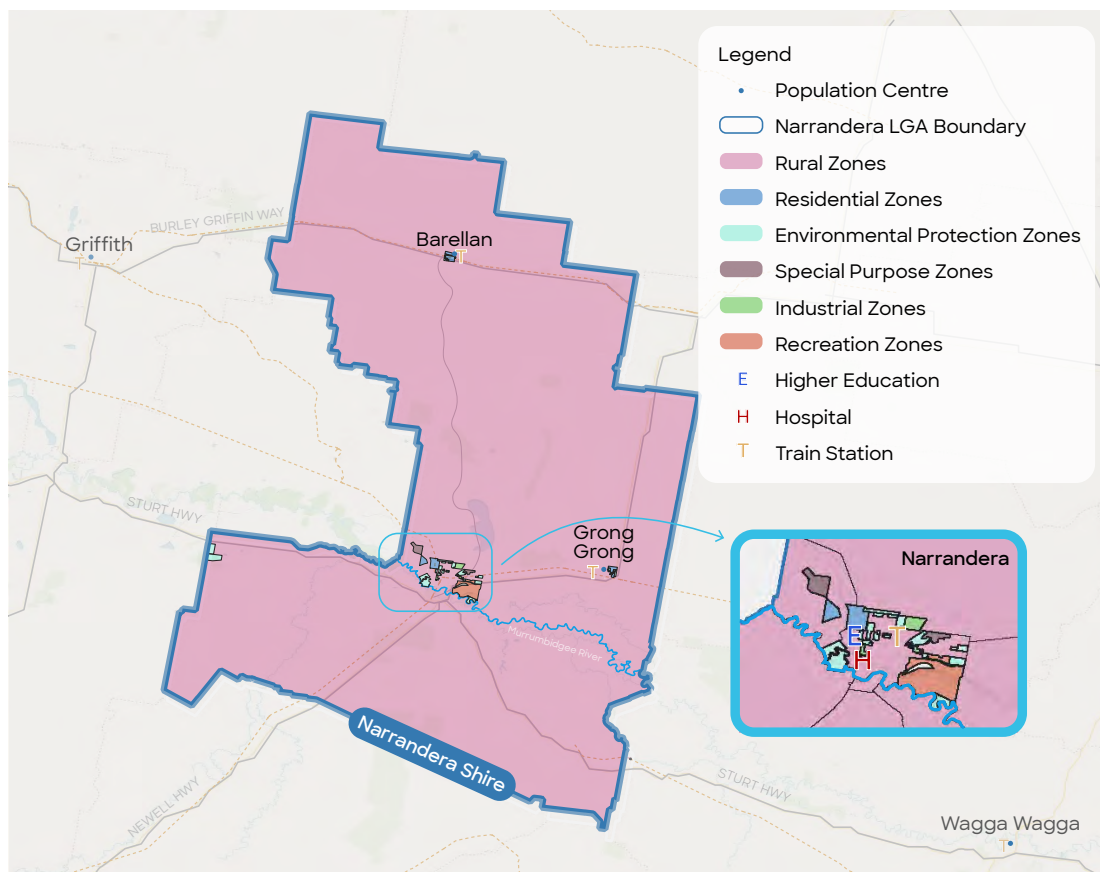 Legend
Population Centre
Narrandera LGA Boundary
Rural Zones
Residential Zones
Environmental Protection Zones
Special Purpose Zones
Industrial Zones
Recreation Zones
E Higher Education
H Hospital
T Train Station
BURLEY GRIFFIN WAY
Griffith
T
Barellan
T
STURT HWY
Grong
Grong
T
Narrandera
E
T
H
Murrumbidgee River
Narrandera Shire
NEWELL HWY
STURT HWY
Wagga Wagga
T